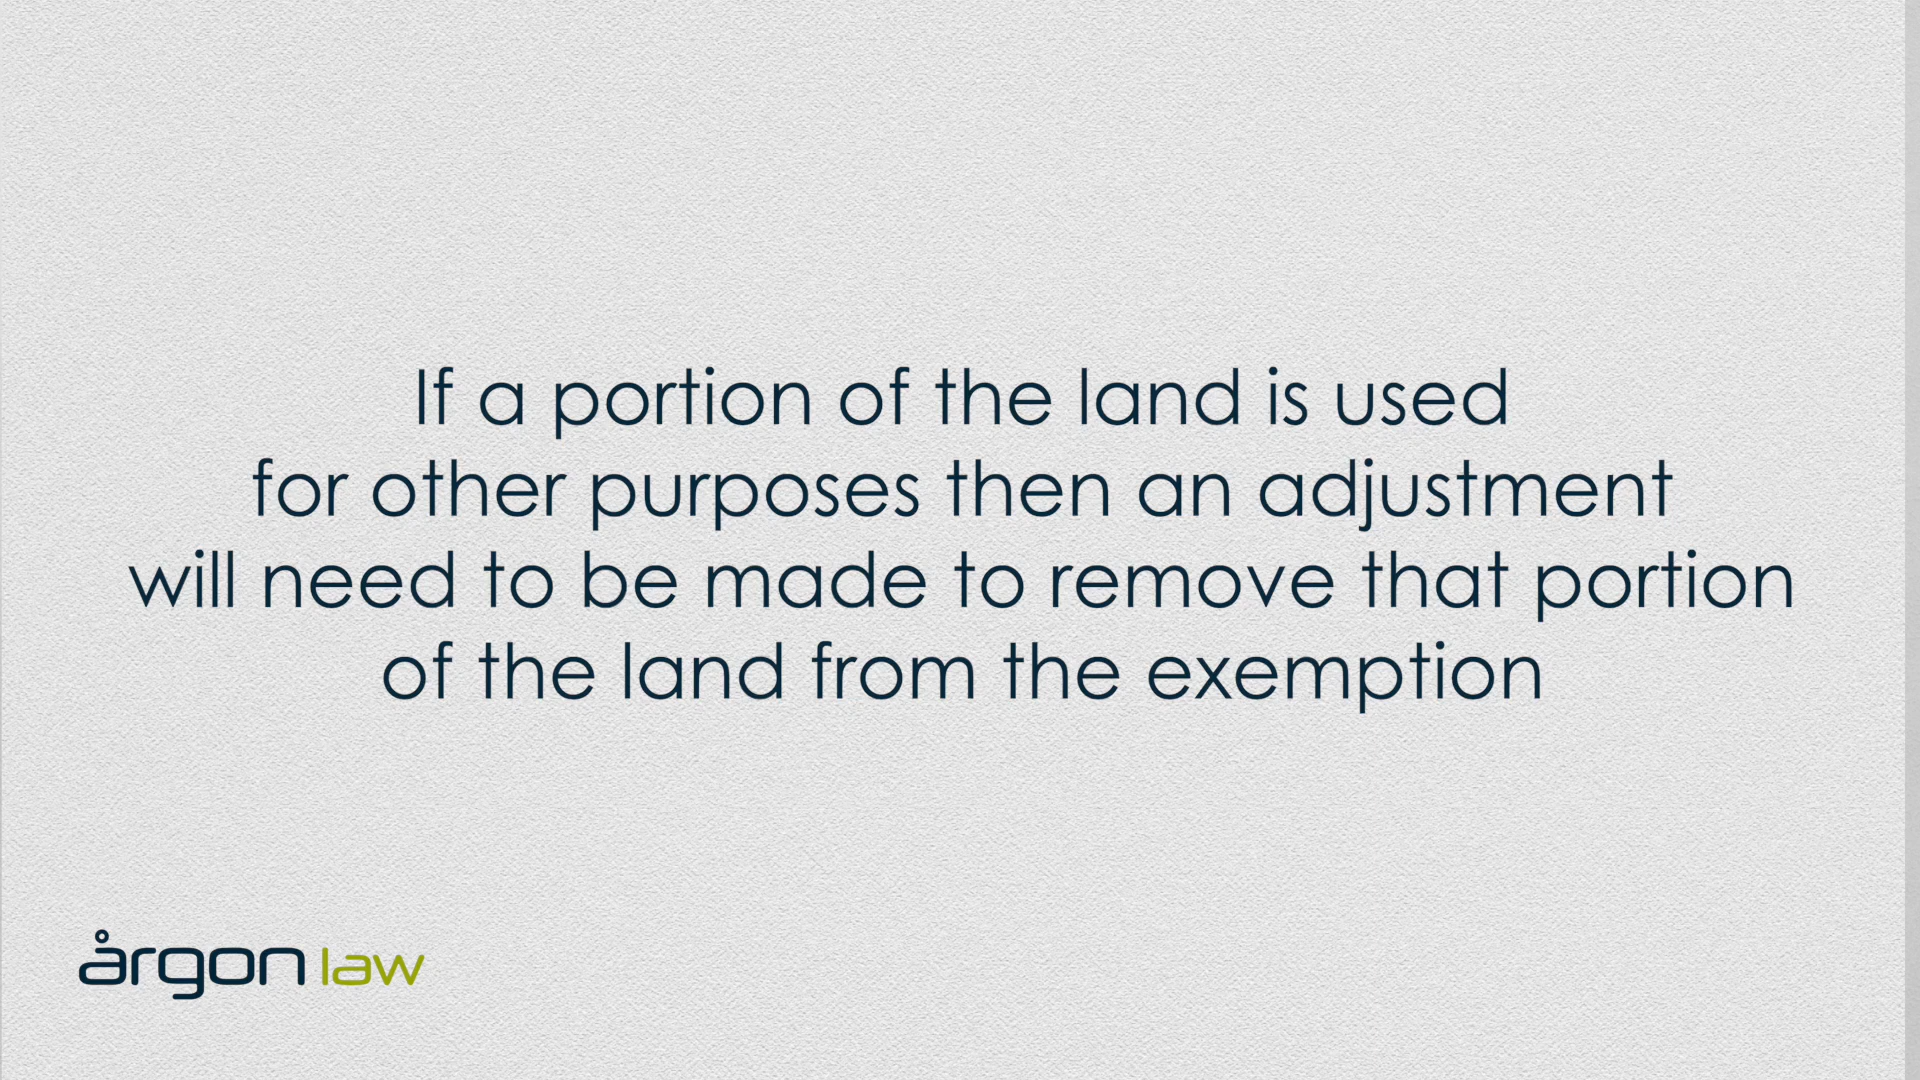 If a portion of the land is used
for other purposes then an adjustment
will need to be made to remove that portion
of the land from the exemption
årgon law